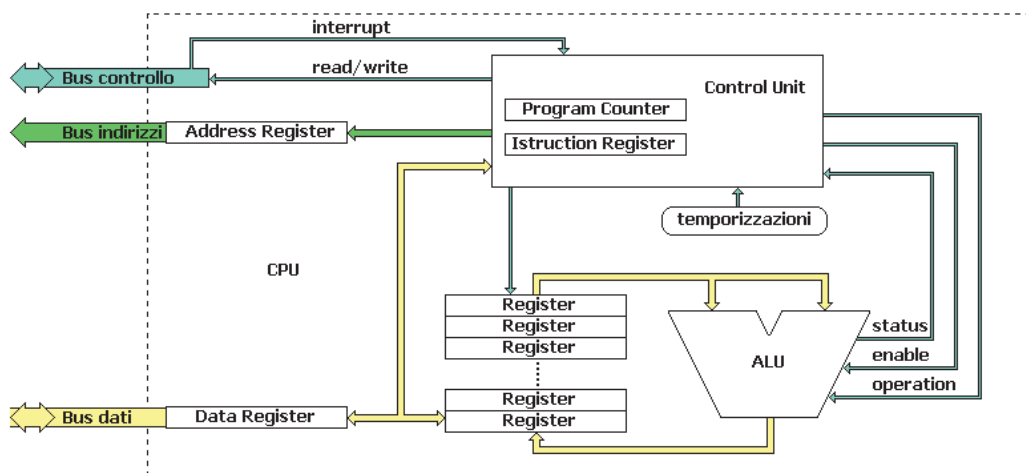 interrupt
Bus controllo
read/write
Control Unit
Program Counter
Bus indirizzi
Address Register
Istruction Register
temporizzazioni
CPU
Register
Register
Register
status
ALU
enable
operation
Register
Register
Bus dati
Data Register